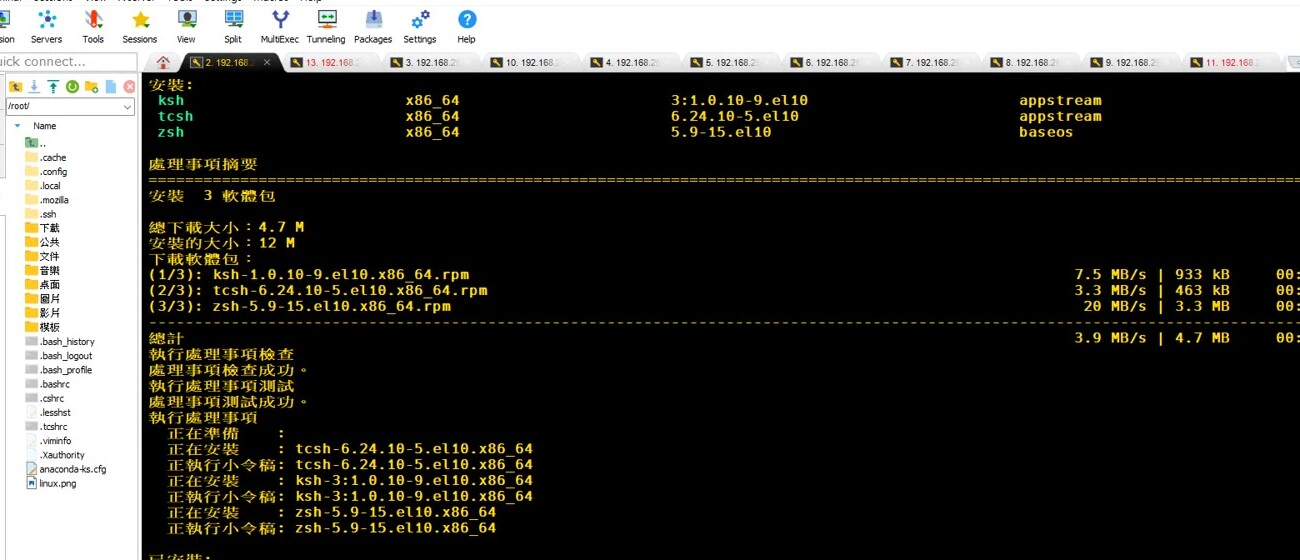 Servers Tools Sessions View Split MultiExec Tunneling Packages Settings Help
uick connect...
2. 192.168. 13. 192.168. 3. 192.168. 10. 192.168. 4. 192.168. 5. 192.168. 6. 192.168. 7. 192.168. 8. 192.168. 9. 192.168. 11. 192.168.
/root/
Name
..
.cache
.config
.local
.mozilla
.ssh
下載
公共
文件
音樂
桌面
圖片
影片
模板
.bash_history
.bash_logout
.bash_profile
.bashrc
.cshrc
.lesshst
.tcshrc
.viminfo
.Xauthority
anaconda-ks.cfg
linux.png
安裝:
ksh x86_64 3:1.0.10-9.el10 appstream
tcsh x86_64 6.24.10-5.el10 appstream
zsh x86_64 5.9-15.el10 baseos
處理事項摘要
安裝 3 軟體包
總下載大小：4.7 M
安裝的大小：12 M
下載軟體包：
(1/3): ksh-1.0.10-9.el10.x86_64.rpm 7.5 MB/s | 933 kB 00:
(2/3): tcsh-6.24.10-5.el10.x86_64.rpm 3.3 MB/s | 463 kB 00:
(3/3): zsh-5.9-15.el10.x86_64.rpm 20 MB/s | 3.3 MB 00:
總計 3.9 MB/s | 4.7 MB 00:
執行處理事項檢查
處理事項檢查成功。
執行處理事項測試
處理事項測試成功。
執行處理事項
正在準備 :
正在安裝 : tcsh-6.24.10-5.el10.x86_64
正執行小令稿: tcsh-6.24.10-5.el10.x86_64
正在安裝 : ksh-3:1.0.10-9.el10.x86_64
正執行小令稿: ksh-3:1.0.10-9.el10.x86_64
正在安裝 : zsh-5.9-15.el10.x86_64
正執行小令稿: zsh-5.9-15.el10.x86_64
已安裝: